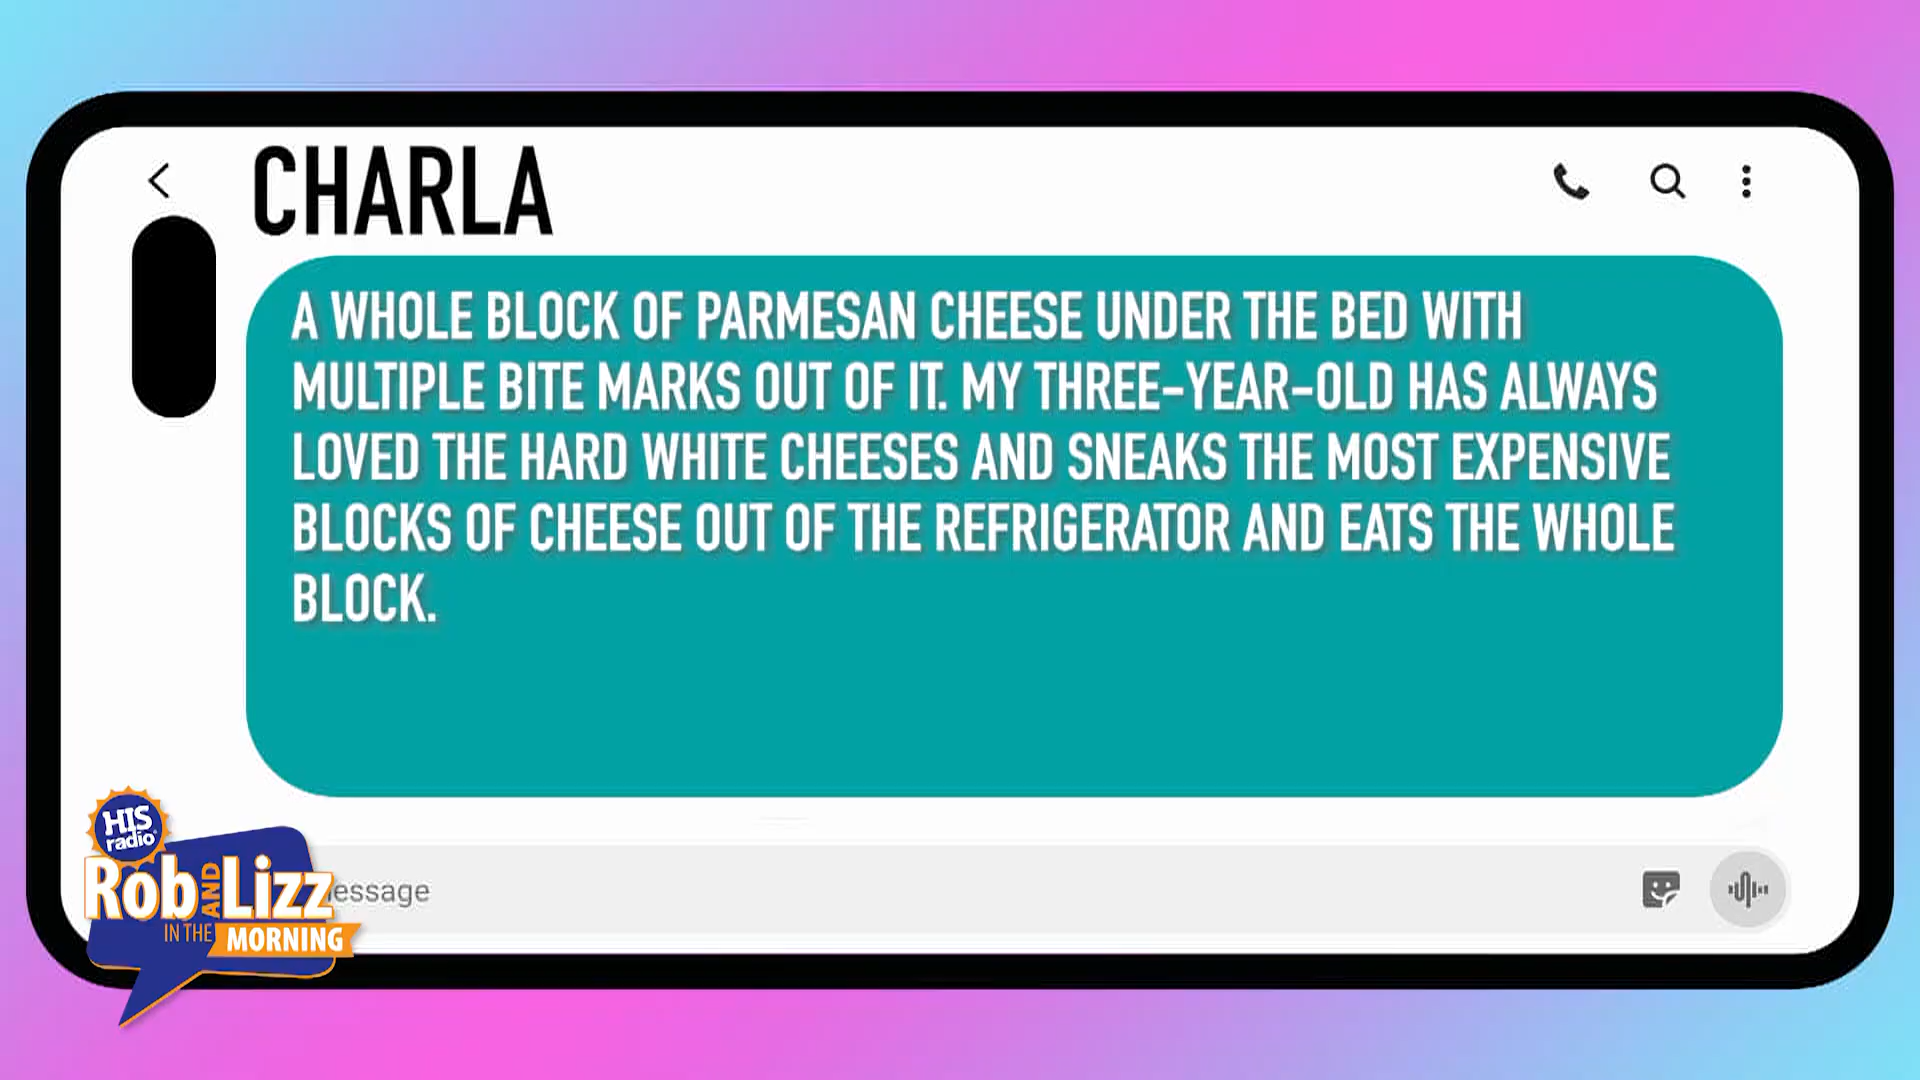 CHARLA
A WHOLE BLOCK OF PARMESAN CHEESE UNDER THE BED WITH
MULTIPLE BITE MARKS OUT OF IT. MY THREE-YEAR-OLD HAS ALWAYS
LOVED THE HARD WHITE CHEESES AND SNEAKS THE MOST EXPENSIVE
BLOCKS OF CHEESE OUT OF THE REFRIGERATOR AND EATS THE WHOLE
BLOCK.
essage
HIS
radio
Rob AND Lizz
IN THE MORNING